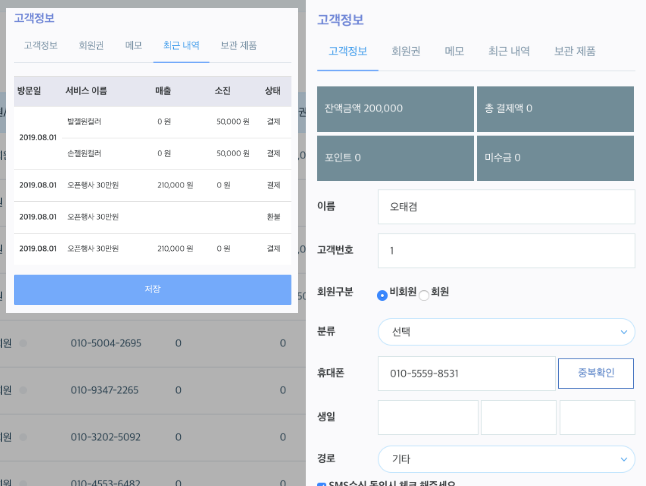 고객정보
고객정보 회원권 메모 최근 내역 보관 제품
방문일 서비스 이름 매출 소진 상태
2019.08.01
발젤원컬러 0 원 50,000 원 결제
손젤원컬러 0 원 50,000 원 결제
2019.08.01 오픈행사 30만원 210,000 원 0 원 결제
2019.08.01 오픈행사 30만원 환불
2019.08.01 오픈행사 30만원 210,000 원 0 원 결제
저장
회원 010-5004-2695 0 0
회원 010-9347-2265 0 0
회원 010-3202-5092 0 0
회원 010-4553-6482 0 0
고객정보
고객정보 회원권 메모 최근 내역 보관 제품
잔액금액 200,000 총 결제액 0
포인트 0 미수금 0
이름 오태겸
고객번호 1
회원구분 비회원 회원
분류 선택
휴대폰 010-5559-8531 중복확인
생일
경로 기타
SMS수신 동의시 체크 해주세요